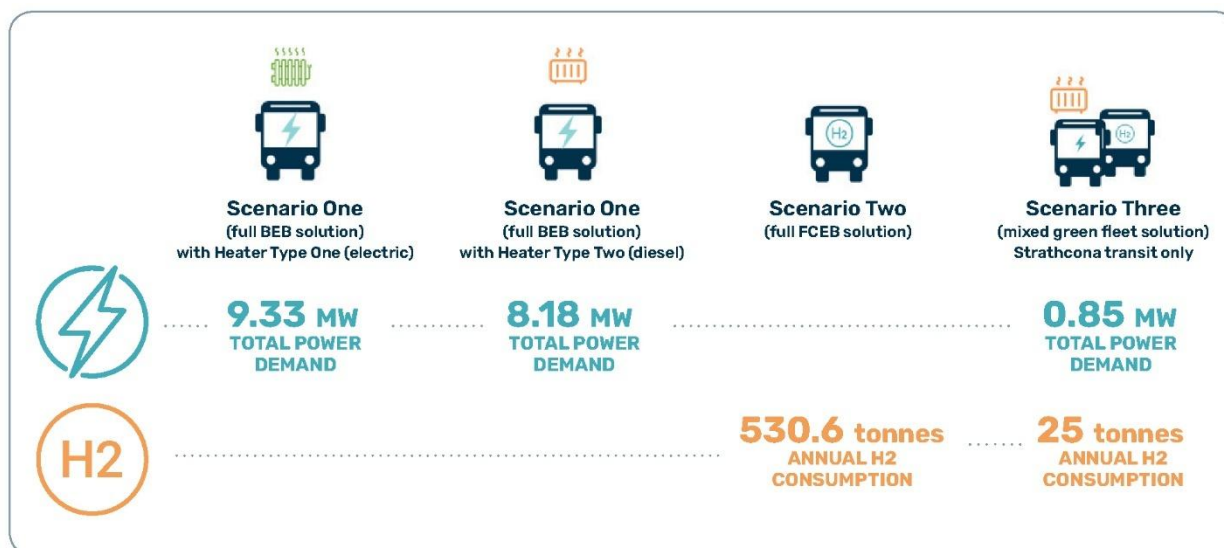 H2
H2
Scenario One
(full BEB solution)
with Heater Type One (electric)
Scenario One
(full BEB solution)
with Heater Type Two (diesel)
Scenario Two
(full FCEB solution)
Scenario Three
(mixed green fleet solution)
Strathcona transit only
9.33 MW
TOTAL POWER
DEMAND
8.18 MW
TOTAL POWER
DEMAND
0.85 MW
TOTAL POWER
DEMAND
H2
530.6 tonnes
ANNUAL H2
CONSUMPTION
25 tonnes
ANNUAL H2
CONSUMPTION